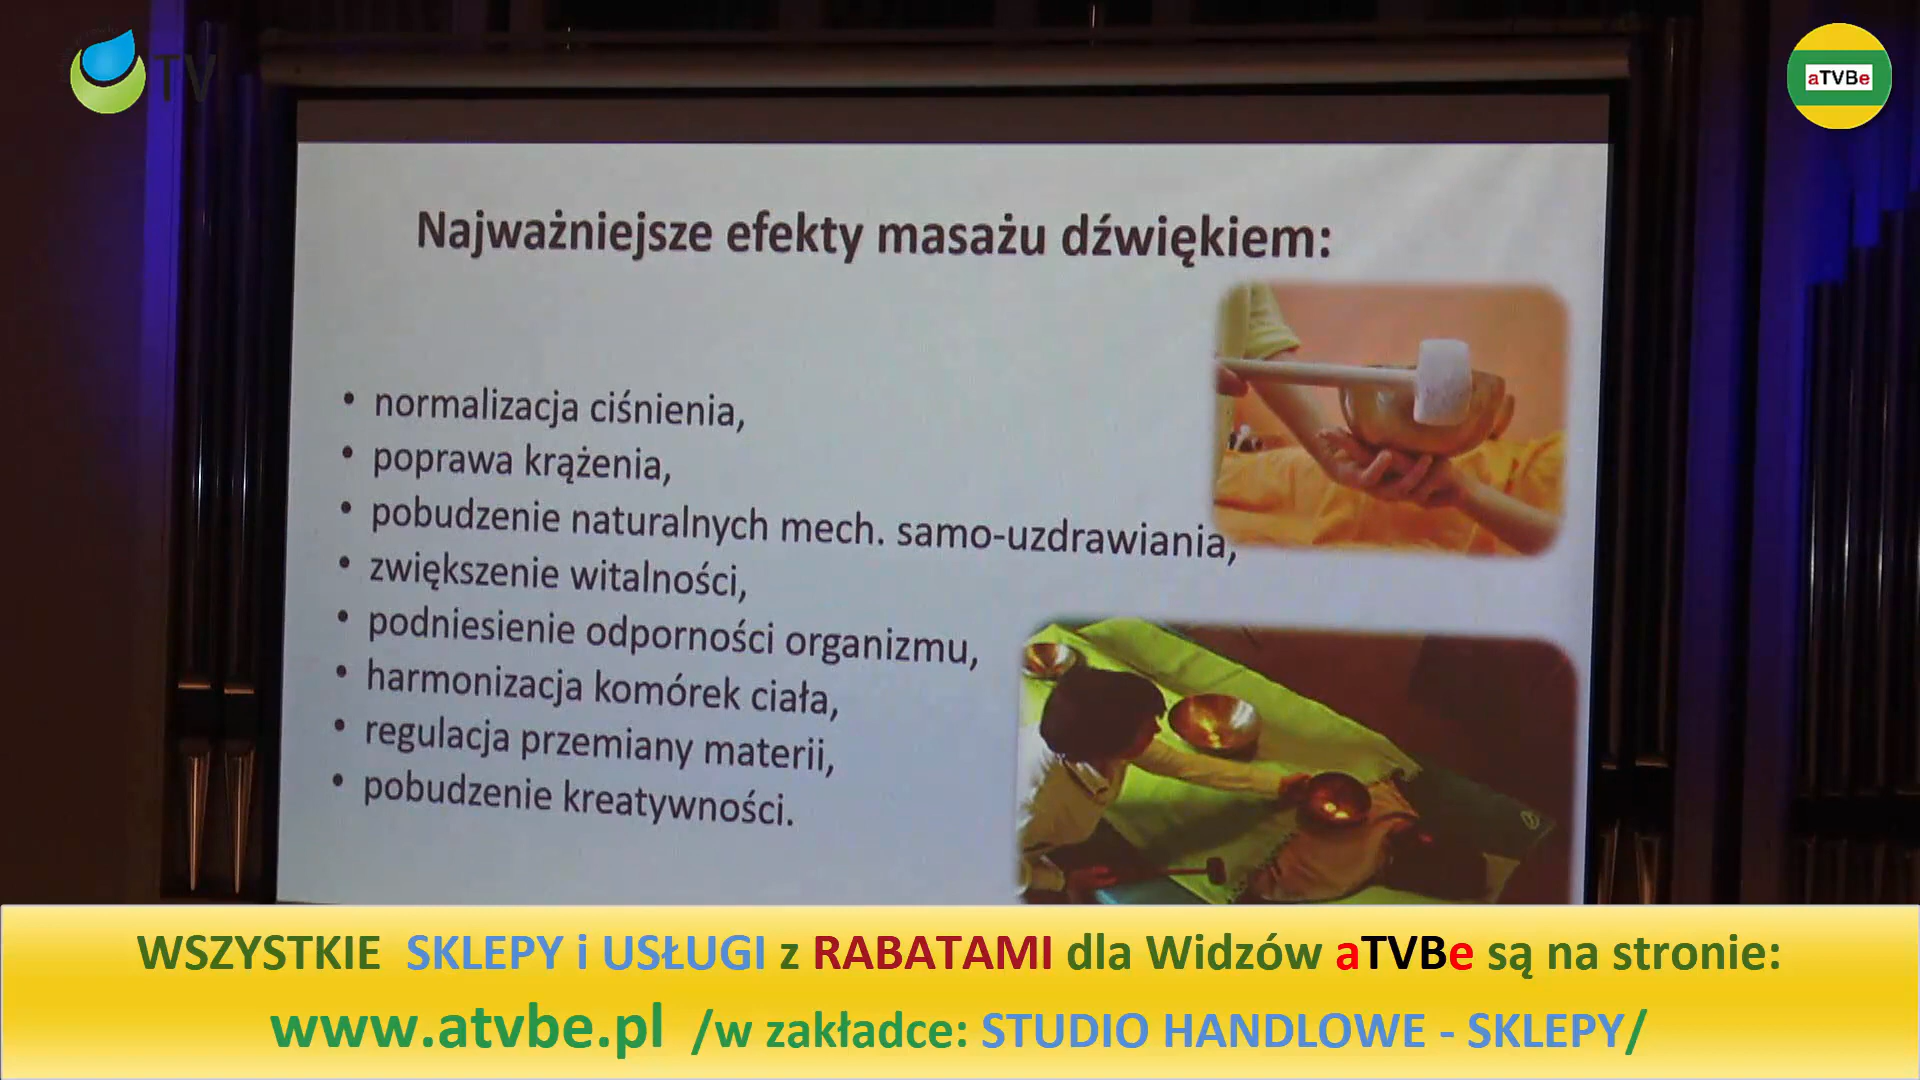 TV
aTVBe
Najważniejsze efekty masażu dźwiękiem:
• normalizacja ciśnienia,
• poprawa krążenia,
• pobudzenie naturalnych mech. samo-uzdrawiania,
• zwiększenie witalności,
• podniesienie odporności organizmu,
• harmonizacja komórek ciała,
• regulacja przemiany materii,
• pobudzenie kreatywności.
WSZYSTKIE SKLEPY i USŁUGI z RABATAMI dla Widzów aTVBe są na stronie:
www.atvbe.pl /w zakładce: STUDIO HANDLOWE - SKLEPY/